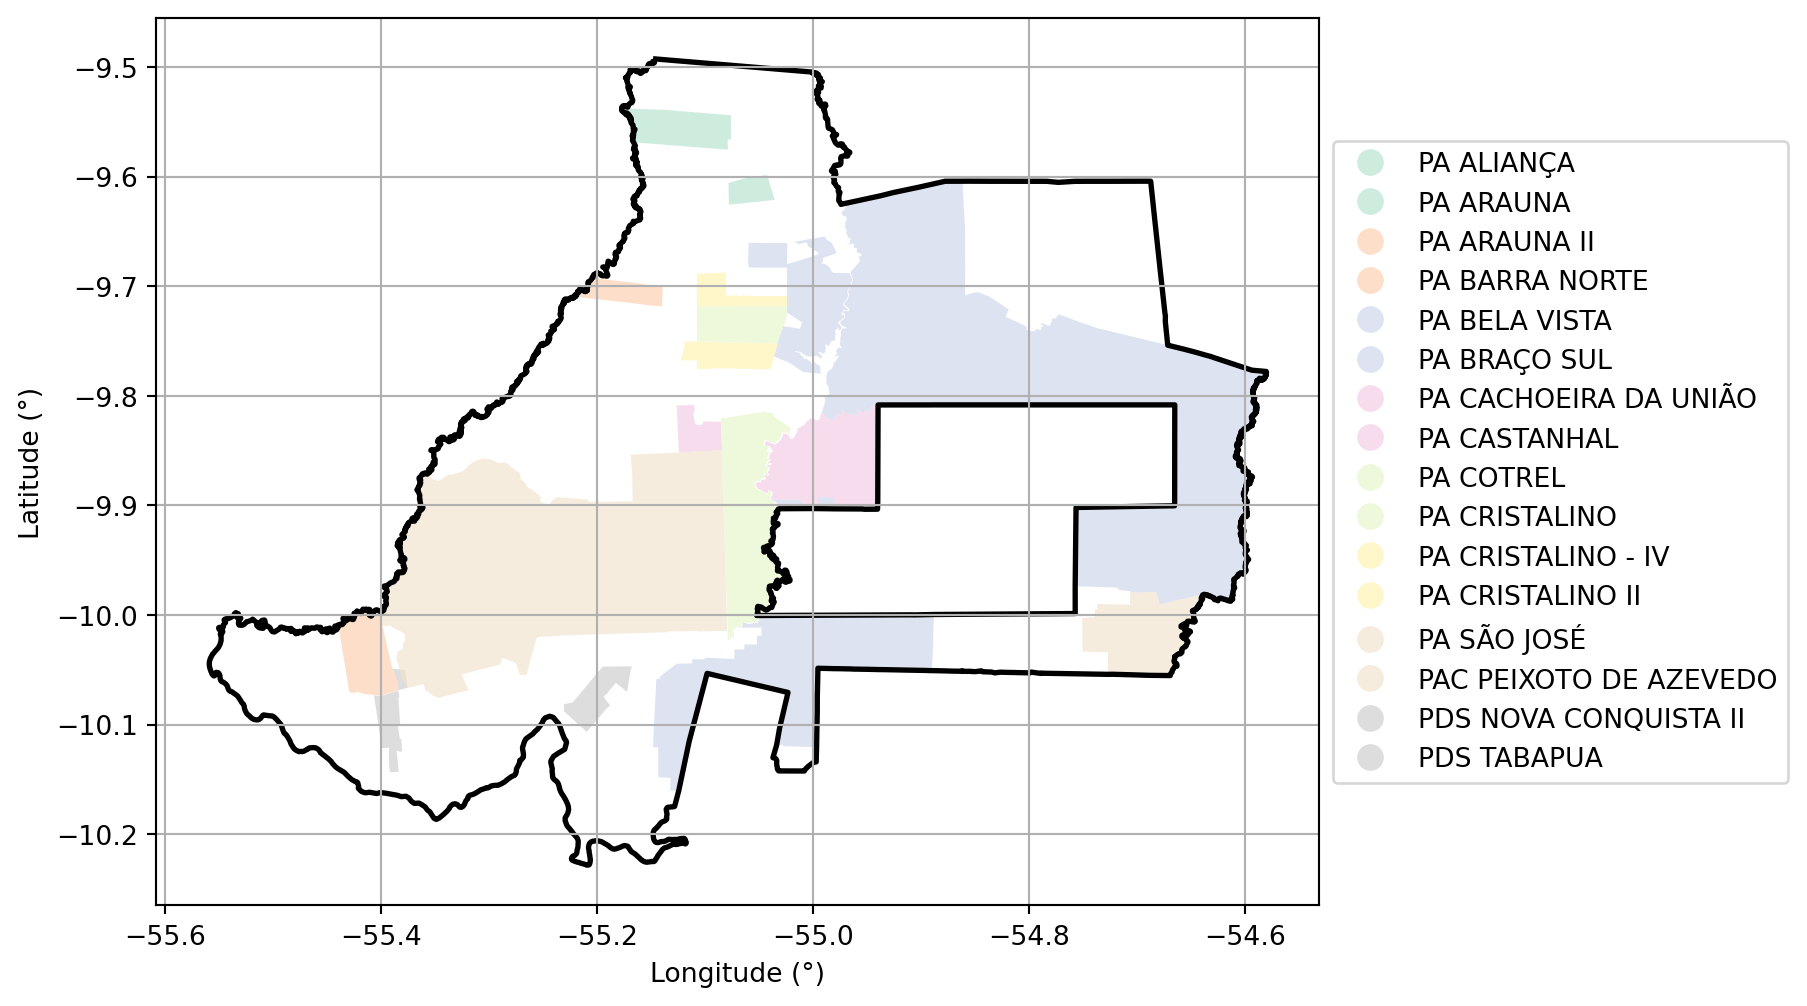 −9.5
−9.6
−9.7
−9.8
−9.9
−10.0
−10.1
−10.2
Latitude (°)
−55.6
−55.4
−55.2
−55.0
−54.8
−54.6
Longitude (°)
PA ALIANÇA
PA ARAUNA
PA ARAUNA II
PA BARRA NORTE
PA BELA VISTA
PA BRAÇO SUL
PA CACHOEIRA DA UNIÃO
PA CASTANHAL
PA COTREL
PA CRISTALINO
PA CRISTALINO - IV
PA CRISTALINO II
PA SÃO JOSÉ
PAC PEIXOTO DE AZEVEDO
PDS NOVA CONQUISTA II
PDS TABAPUA